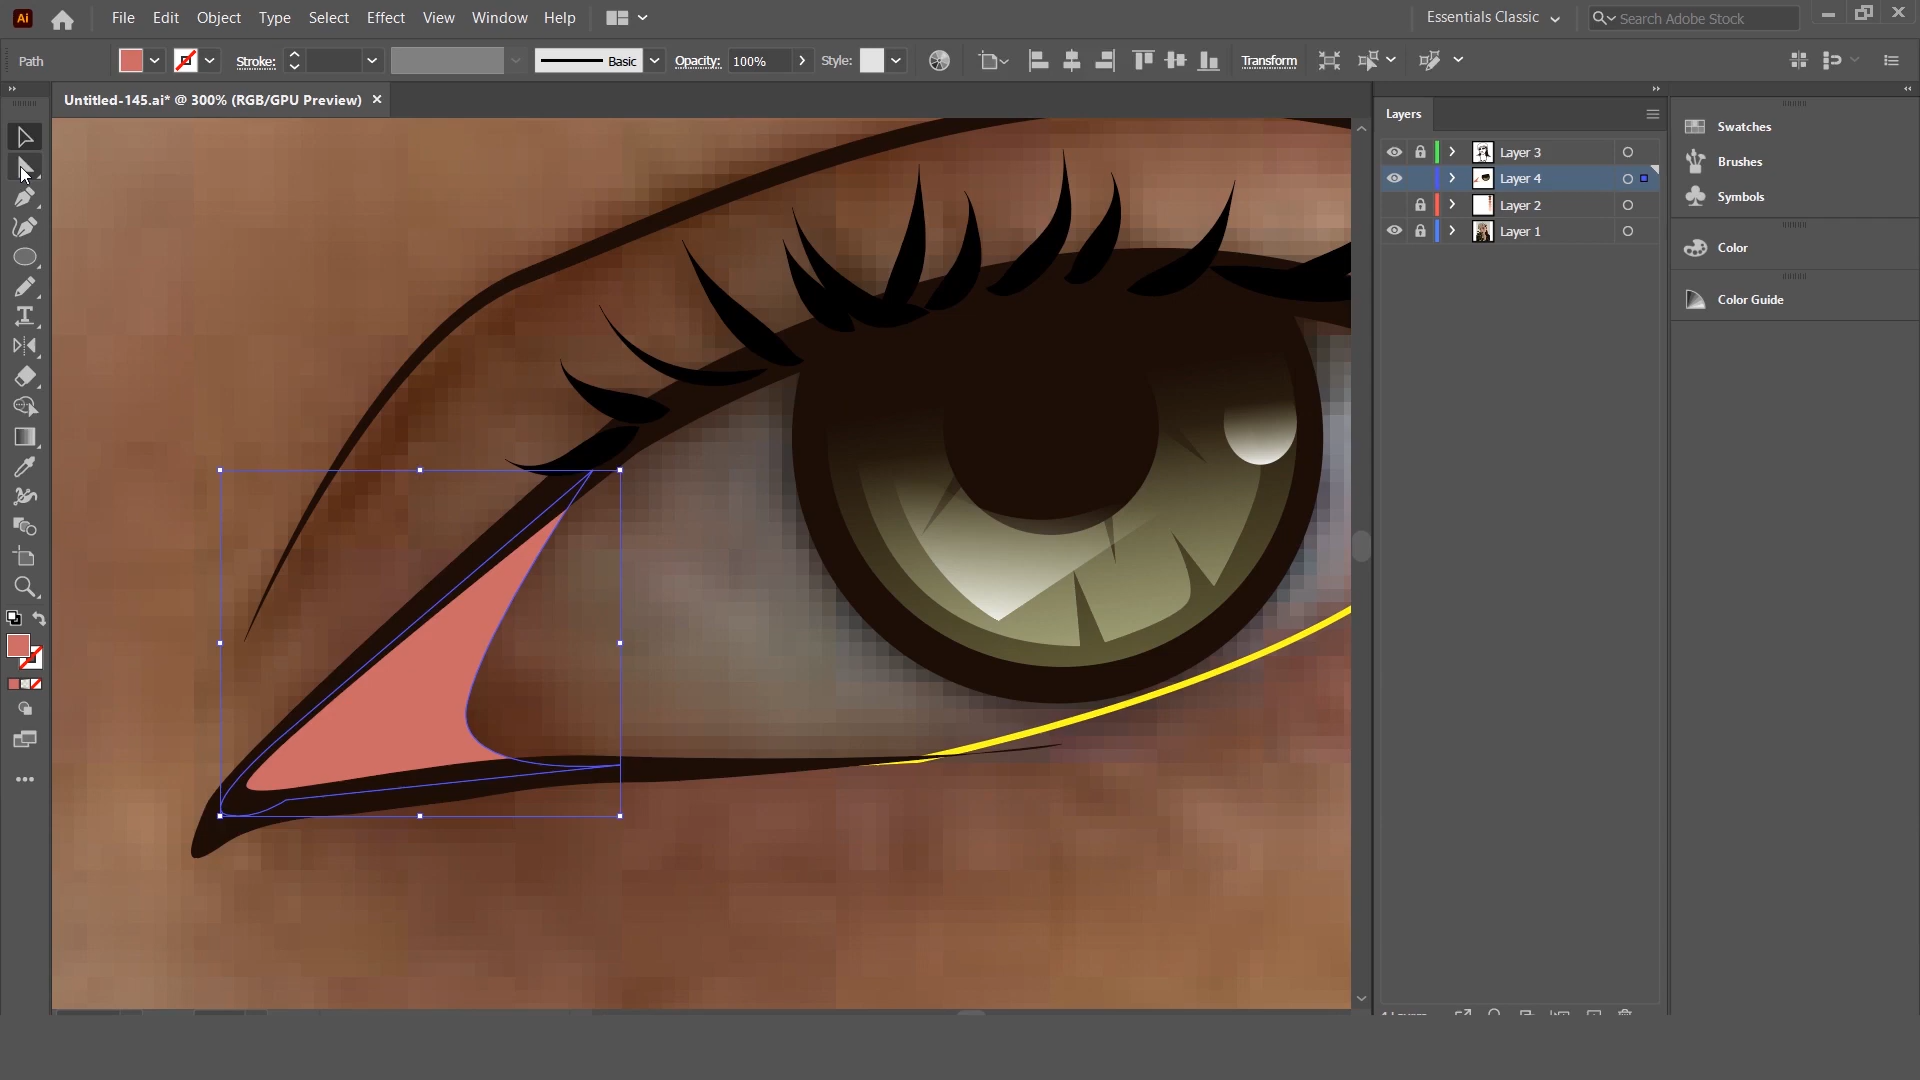 Ai File Edit Object Type Select Effect View Window Help Essentials Classic Search Adobe Stock
Path Stroke: Basic Opacity: 100% Style: Transform
Untitled-145.ai* @ 300% (RGB/GPU Preview)
Layers
Layer 3
Layer 4
Layer 2
Layer 1
Swatches
Brushes
Symbols
Color
Color Guide